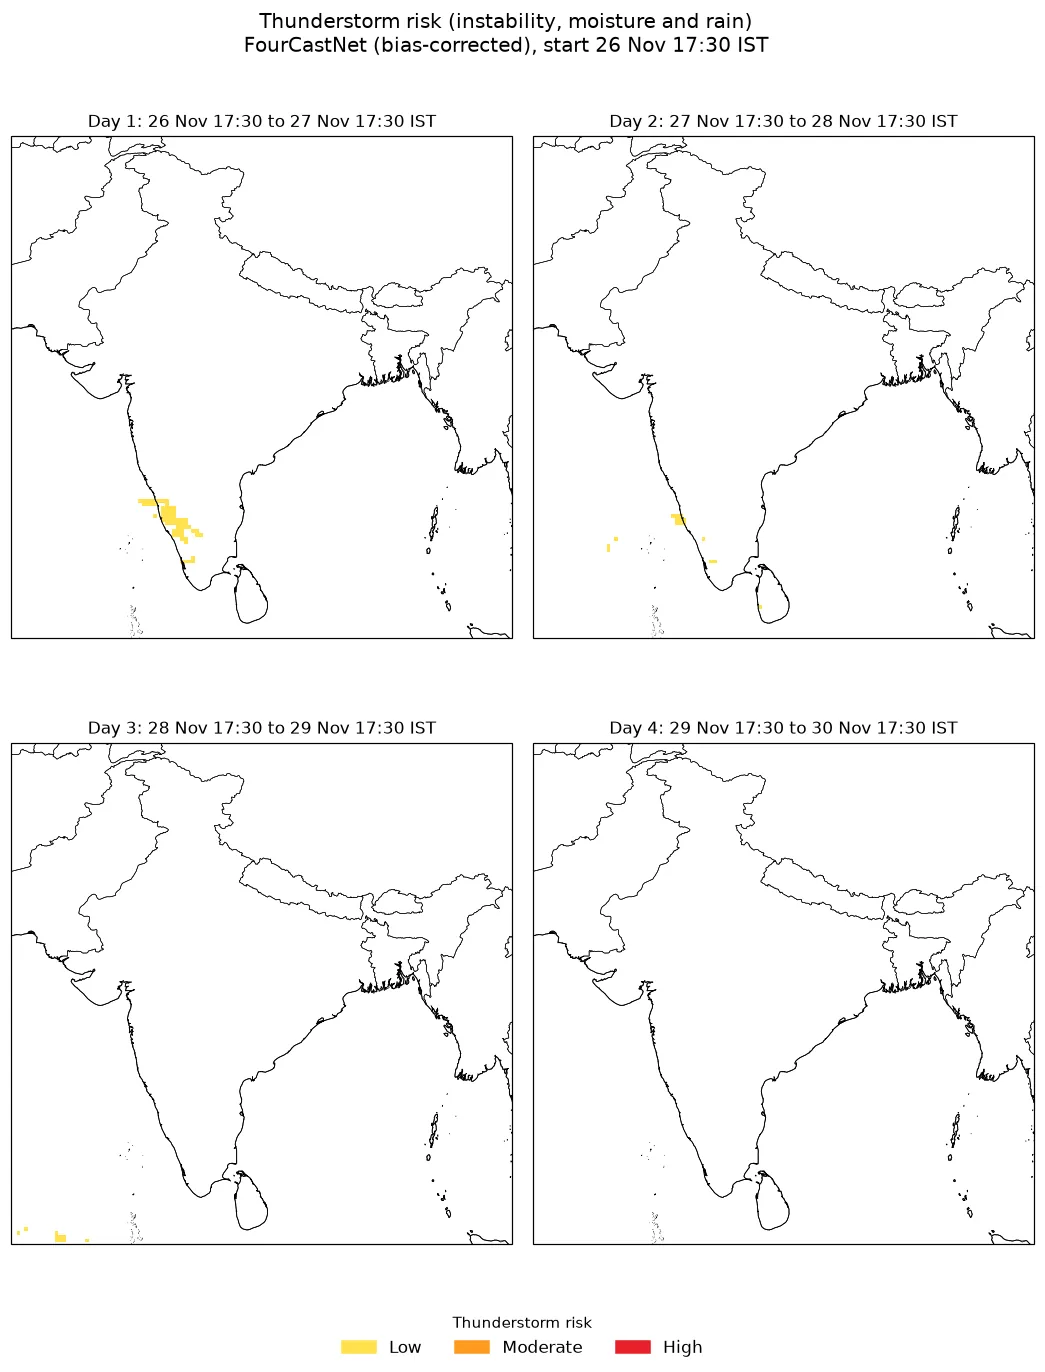 Thunderstorm risk (instability, moisture and rain)
FourCastNet (bias-corrected), start 26 Nov 17:30 IST
Day 1: 26 Nov 17:30 to 27 Nov 17:30 IST
Day 2: 27 Nov 17:30 to 28 Nov 17:30 IST
Day 3: 28 Nov 17:30 to 29 Nov 17:30 IST
Day 4: 29 Nov 17:30 to 30 Nov 17:30 IST
Thunderstorm risk
Low
Moderate
High